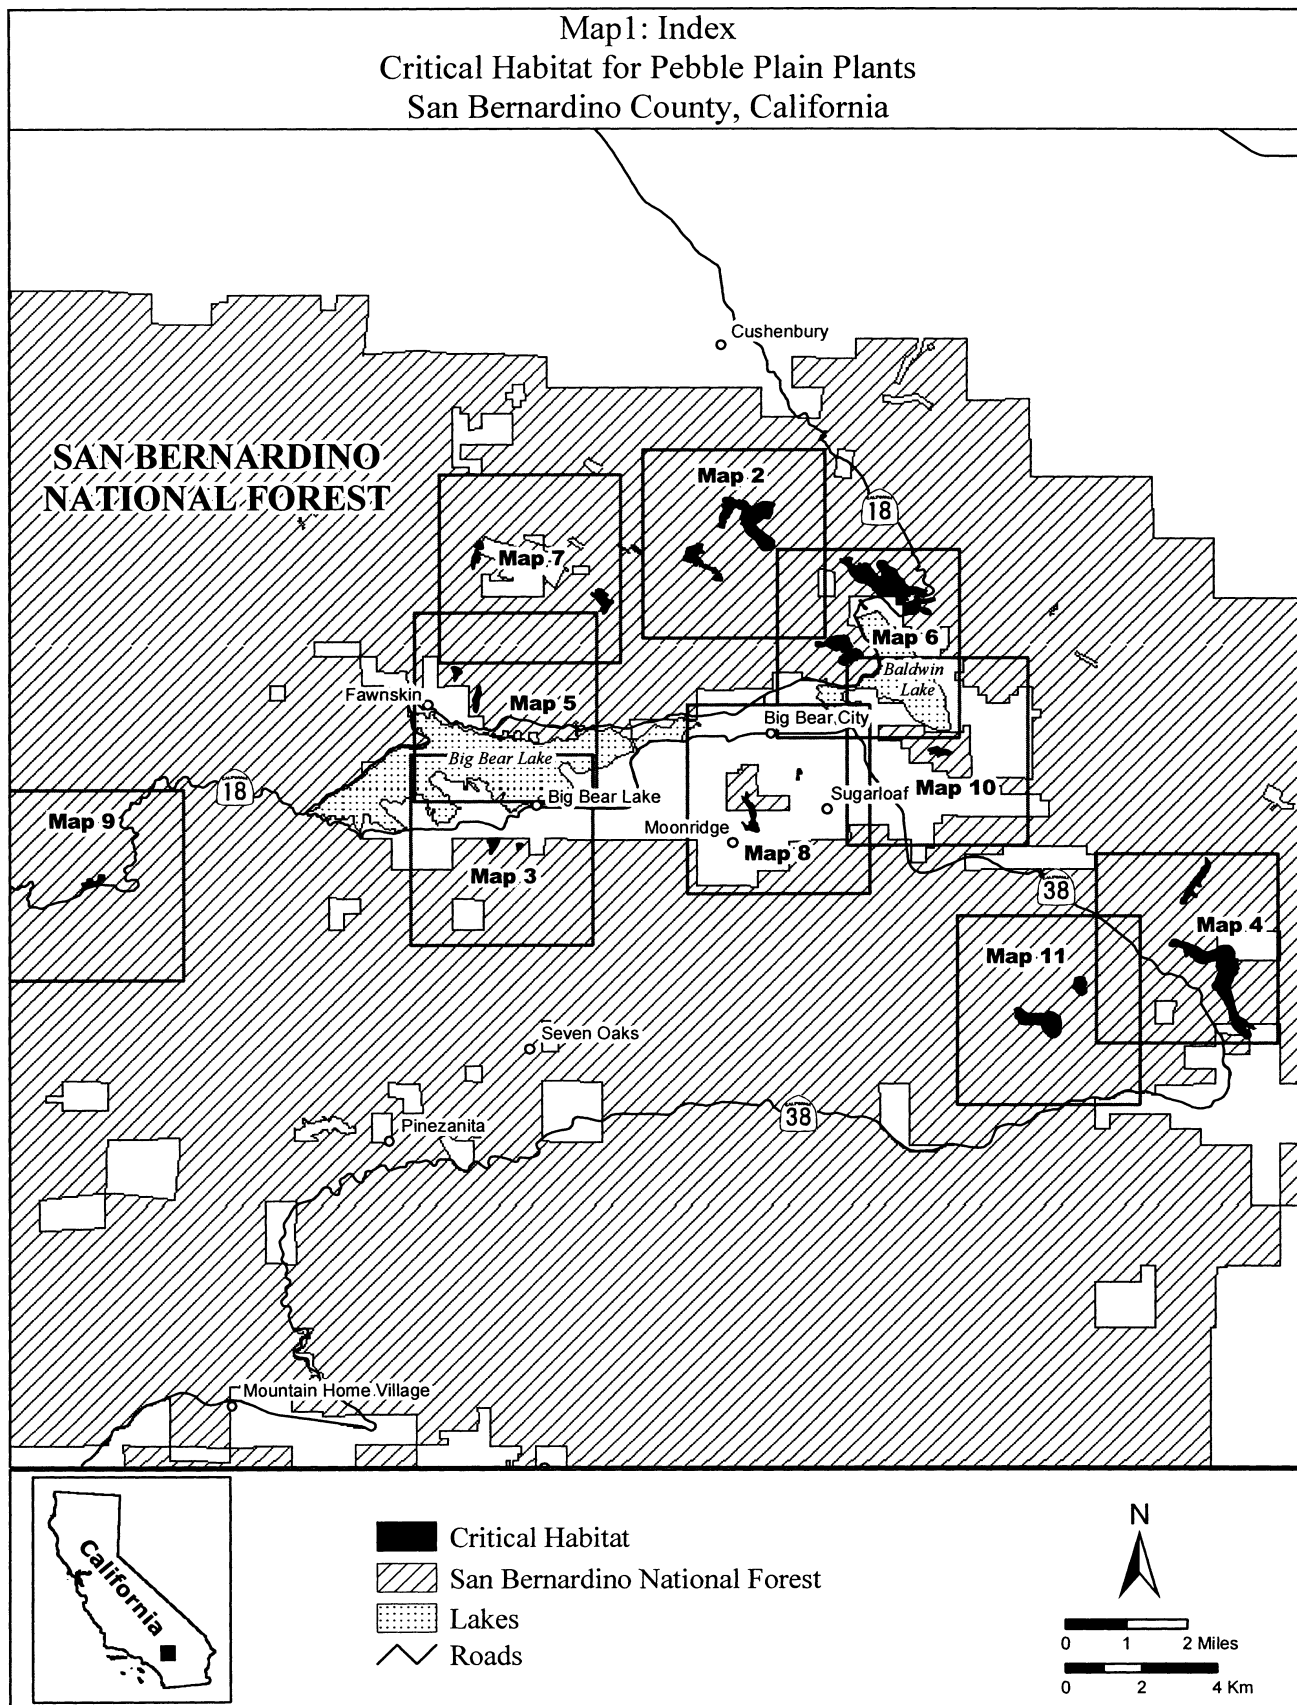 Map1: Index
Critical Habitat for Pebble Plain Plants
San Bernardino County, California
Cushenbury
SAN BERNARDINO
NATIONAL FOREST
Map 2
CALIFORNIA
18
Map 7
Map 6
Baldwin
Lake
Fawnskin
Map 5
Big Bear City
Big Bear Lake
CALIFORNIA
18
Big Bear Lake
Sugarloaf
Map 10
Map 9
Moonridge
Map 8
Map 3
CALIFORNIA
38
Map 4
Map 11
Seven Oaks
CALIFORNIA
38
Pinezanita
Mountain Home Village
California
Critical Habitat
San Bernardino National Forest
Lakes
Roads
N
0 1 2 Miles
0 2 4 Km